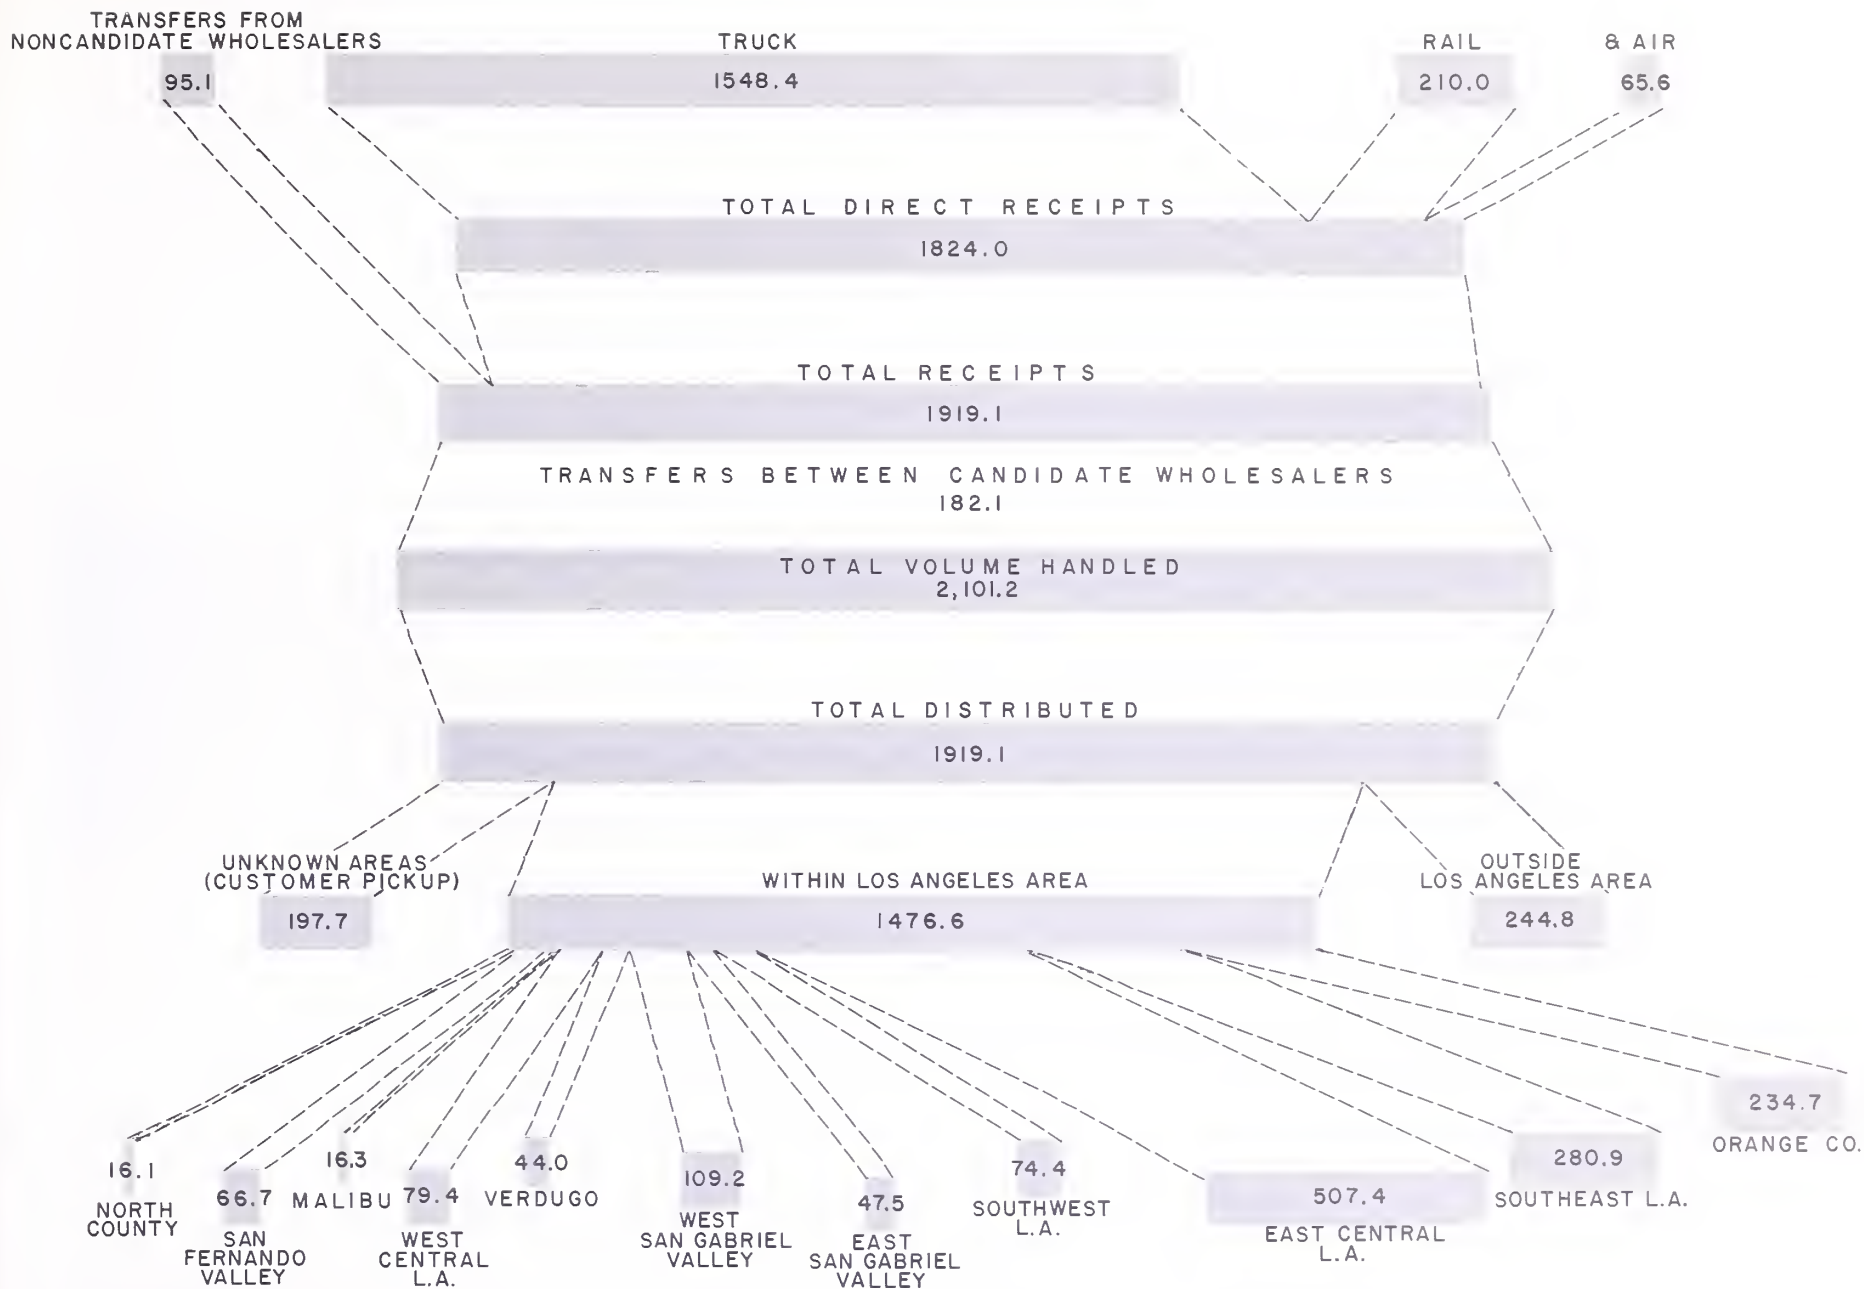 TRANSFERS FROM
NONCANDIDATE WHOLESALERS
95.1
TRUCK
1548.4
RAIL
210.0
& AIR
65.6
TOTAL DIRECT RECEIPTS
1824.0
TOTAL RECEIPTS
1919.1
TRANSFERS BETWEEN CANDIDATE WHOLESALERS
182.1
TOTAL VOLUME HANDLED
2,101.2
TOTAL DISTRIBUTED
1919.1
UNKNOWN AREAS
(CUSTOMER PICKUP)
197.7
WITHIN LOS ANGELES AREA
1476.6
OUTSIDE
LOS ANGELES AREA
244.8
16.1
NORTH
COUNTY
66.7
SAN
FERNANDO
VALLEY
16.3
MALIBU
79.4
WEST
CENTRAL
L.A.
44.0
VERDUGO
109.2
WEST
SAN GABRIEL
VALLEY
47.5
EAST
SAN GABRIEL
VALLEY
74.4
SOUTHWEST
L.A.
507.4
EAST CENTRAL
L.A.
280.9
SOUTHEAST L.A.
234.7
ORANGE CO.